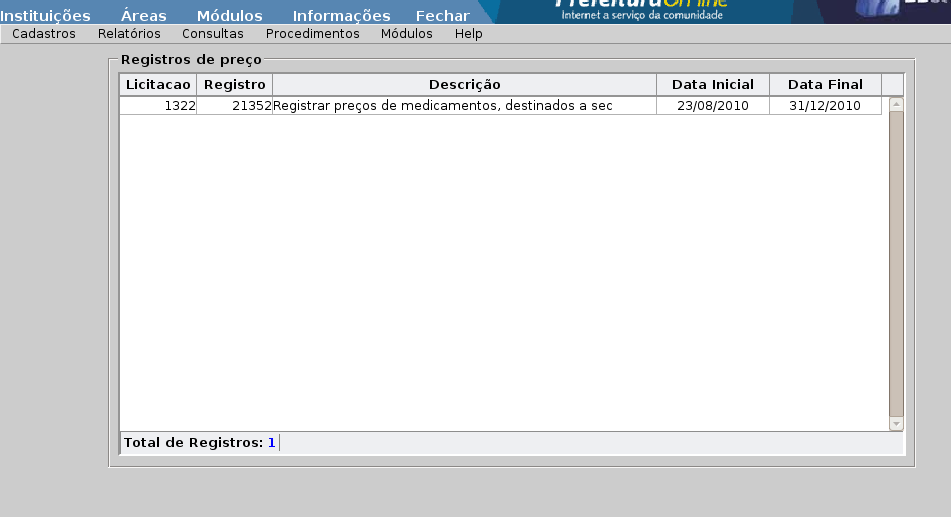 Instituições Áreas Módulos Informações Fechar
PrefeituraOnline
Internet a serviço da comunidade
Cadastros Relatórios Consultas Procedimentos Módulos Help
Registros de preço
Licitacao Registro Descrição Data Inicial Data Final
1322 21352 Registrar preços de medicamentos, destinados a sec 23/08/2010 31/12/2010
Total de Registros: 1